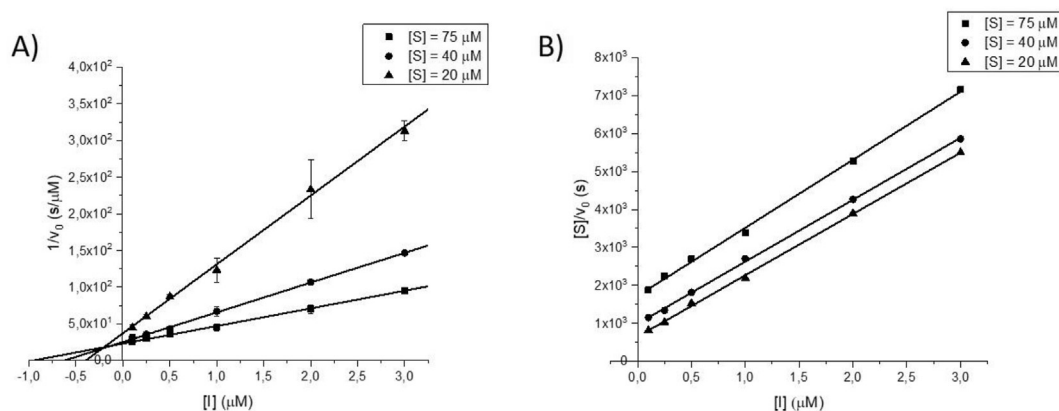 A)
[S] = 75 μM
[S] = 40 μM
[S] = 20 μM
4,0x10²
3,5x10²
3,0x10²
2,5x10²
2,0x10²
1,5x10²
1,0x10²
5,0x10¹
0,0
1/v₀ (s/μM)
-1,0 -0,5 0,0 0,5 1,0 1,5 2,0 2,5 3,0
[I] (μM)
B)
[S] = 75 μM
[S] = 40 μM
[S] = 20 μM
8x10³
7x10³
6x10³
5x10³
4x10³
3x10³
2x10³
1x10³
0
[S]/v₀ (s)
0,0 0,5 1,0 1,5 2,0 2,5 3,0
[I] (μM)